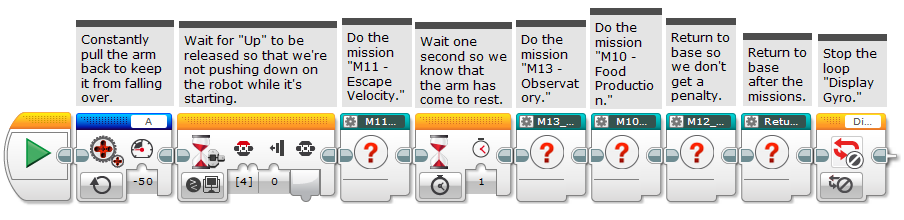 Constantly
pull the arm
back to keep
it from falling
over.
Wait for "Up" to be
released so that we're
not pushing down on
the robot while it's
starting.
Do the
mission
"M11 -
Escape
Velocity."
Wait one
second so we
know that
the arm has
come to rest.
Do the
mission
"M13 -
Observat
ory."
Do the
mission
"M10 -
Food
Productio
n."
Return to
base so
we don't
get a
penalty.
Return to
base
after the
missions.
Stop the
loop
"Display
Gyro."
A
M11...
M13_...
M10...
M12_...
Retu...
Di...
-50
[4]
0
1